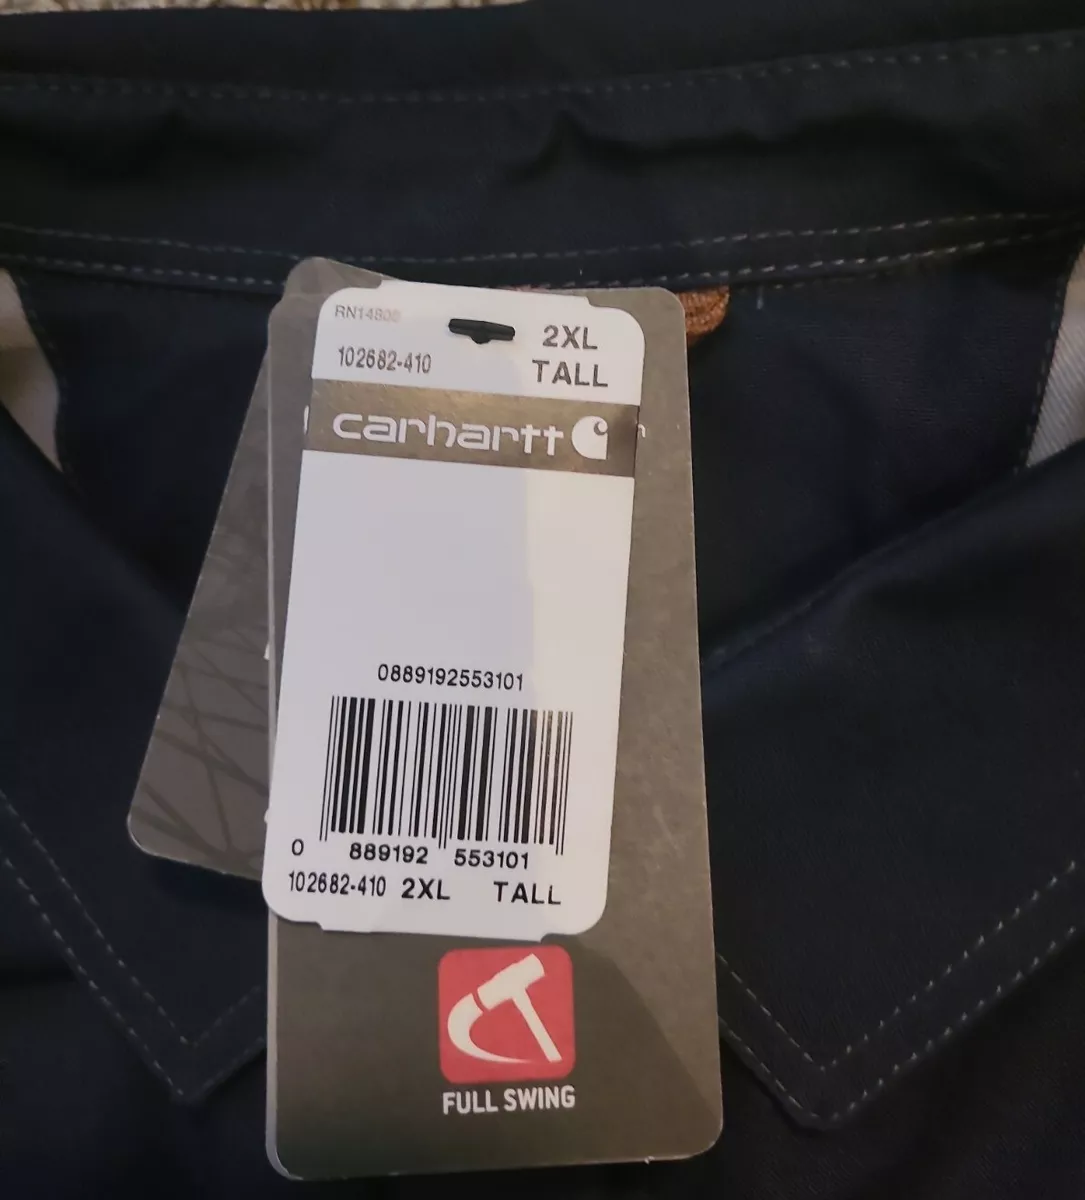 RN14806
102682-410
2XL
TALL
carhartt
0889192553101
0 889192 553101
102682-410 2XL TALL
FULL SWING